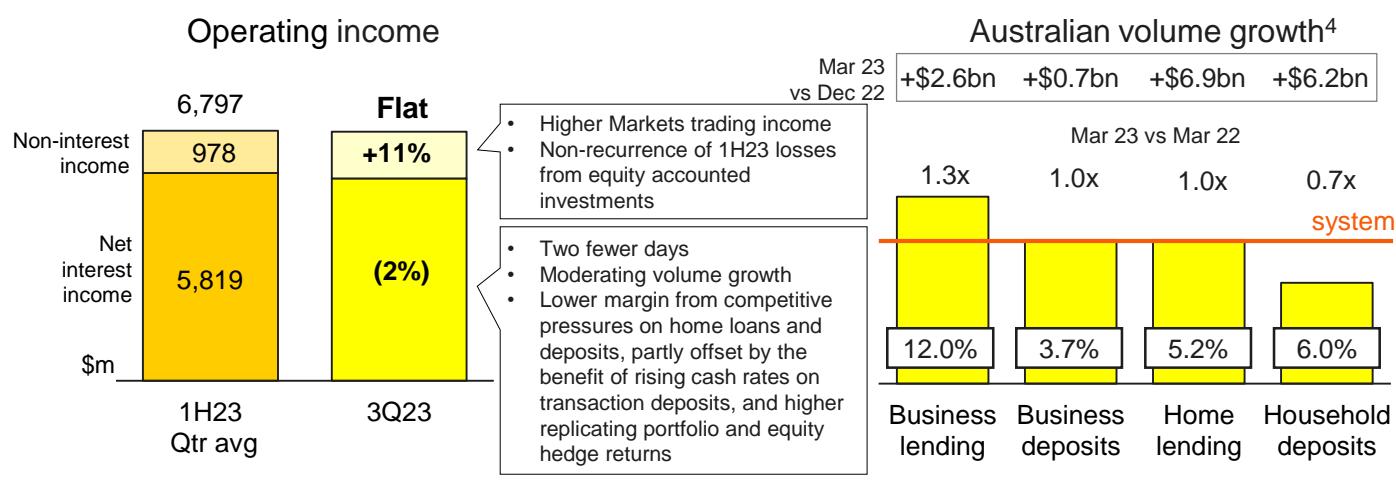 Operating income
6,797
Flat
Non-interest
income
978
+11%
Net
interest
income
5,819
(2%)
$m
1H23
Qtr avg
3Q23
• Higher Markets trading income
• Non-recurrence of 1H23 losses
from equity accounted
investments
• Two fewer days
• Moderating volume growth
• Lower margin from competitive
pressures on home loans and
deposits, partly offset by the
benefit of rising cash rates on
transaction deposits, and higher
replicating portfolio and equity
hedge returns
Australian volume growth⁴
Mar 23
vs Dec 22
+$2.6bn +$0.7bn +$6.9bn +$6.2bn
Mar 23 vs Mar 22
1.3x 1.0x 1.0x 0.7x
system
12.0% 3.7% 5.2% 6.0%
Business
lending
Business
deposits
Home
lending
Household
deposits